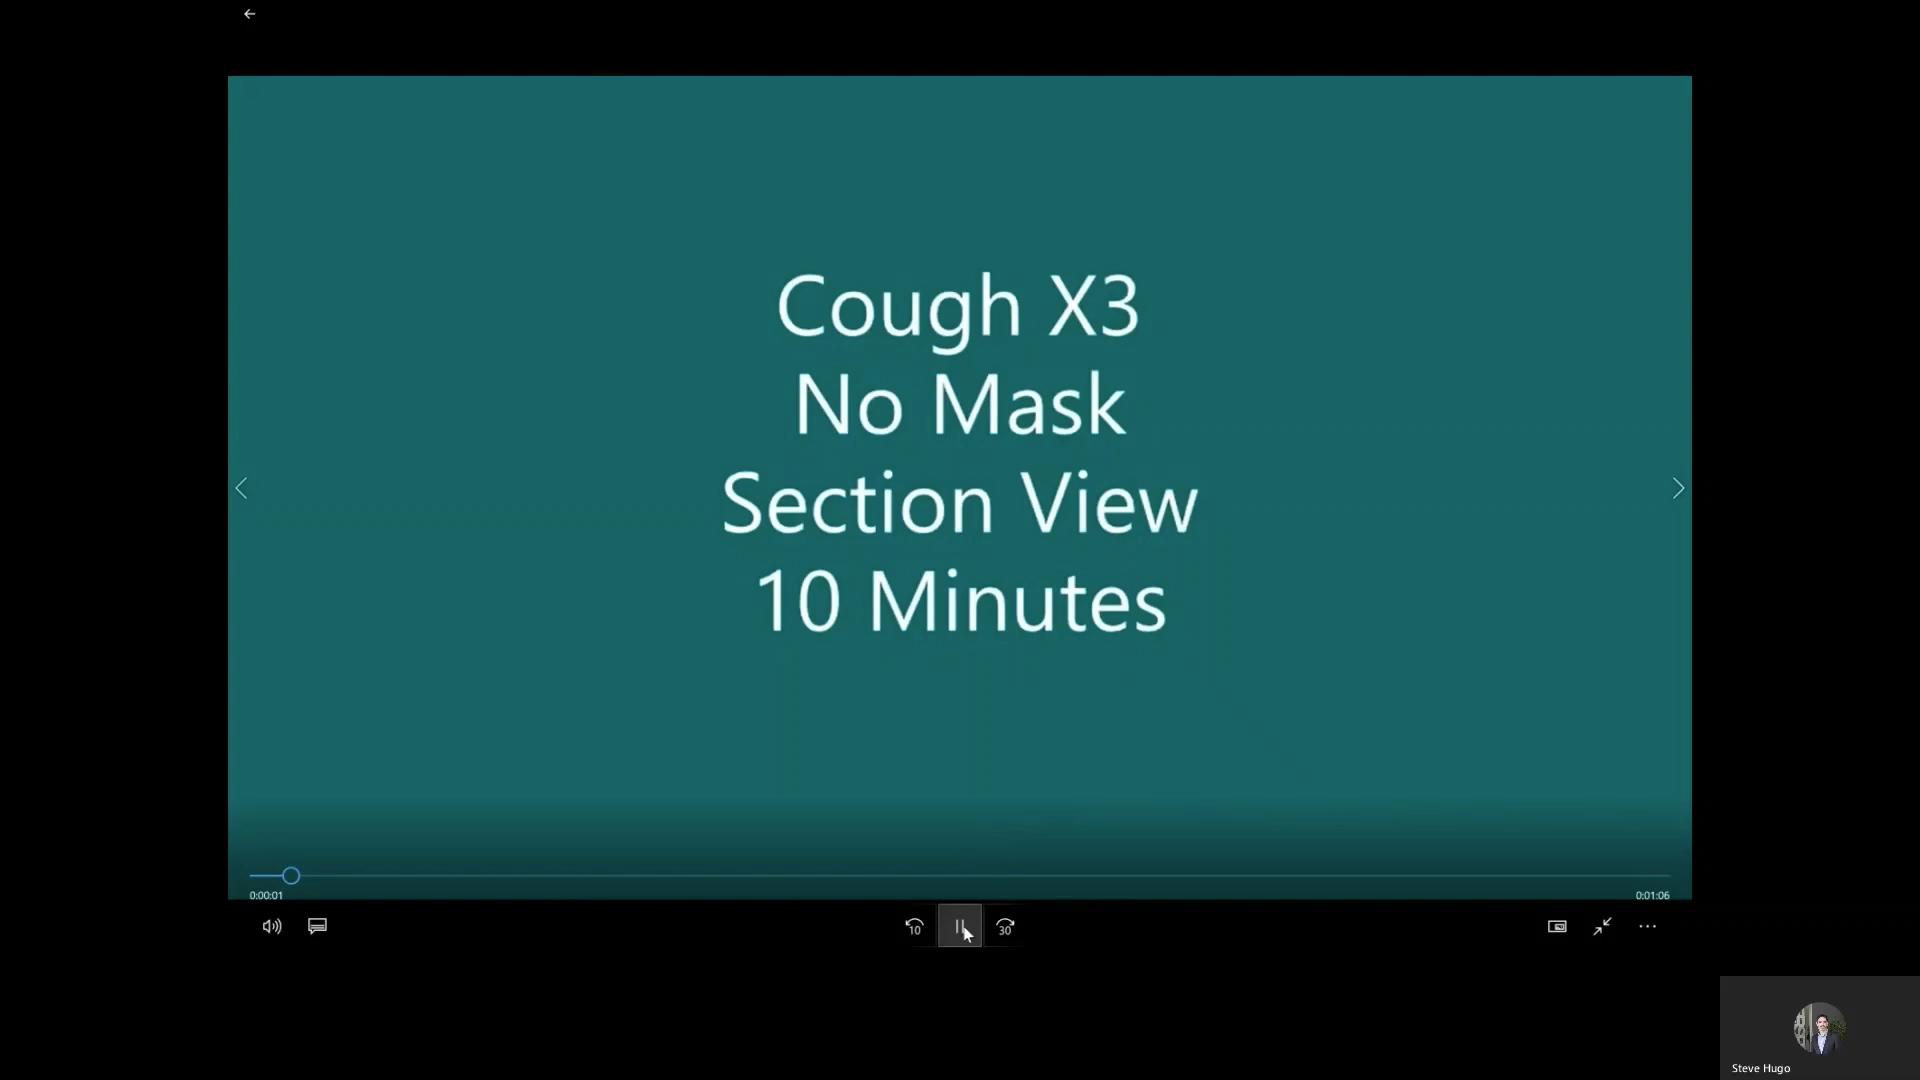 Cough X3
No Mask
Section View
10 Minutes
0:00:01
0:01:06
10
30
Steve Hugo